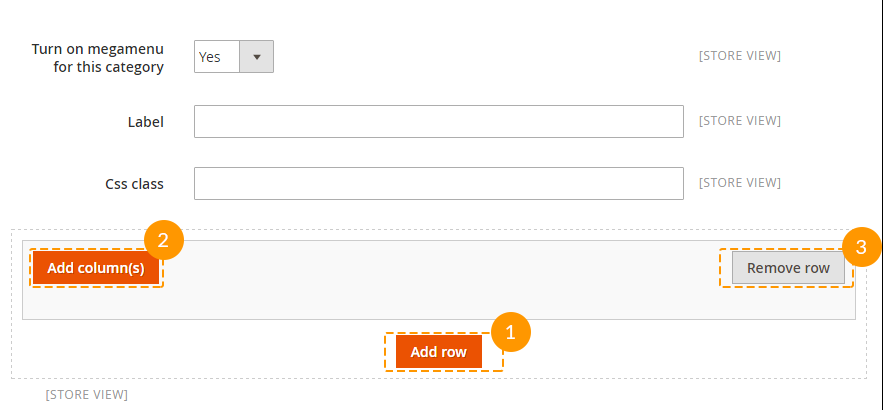 Turn on megamenu
for this category
Yes
[STORE VIEW]
Label
[STORE VIEW]
Css class
[STORE VIEW]
2
3
Add column(s)
Remove row
1
Add row
[STORE VIEW]